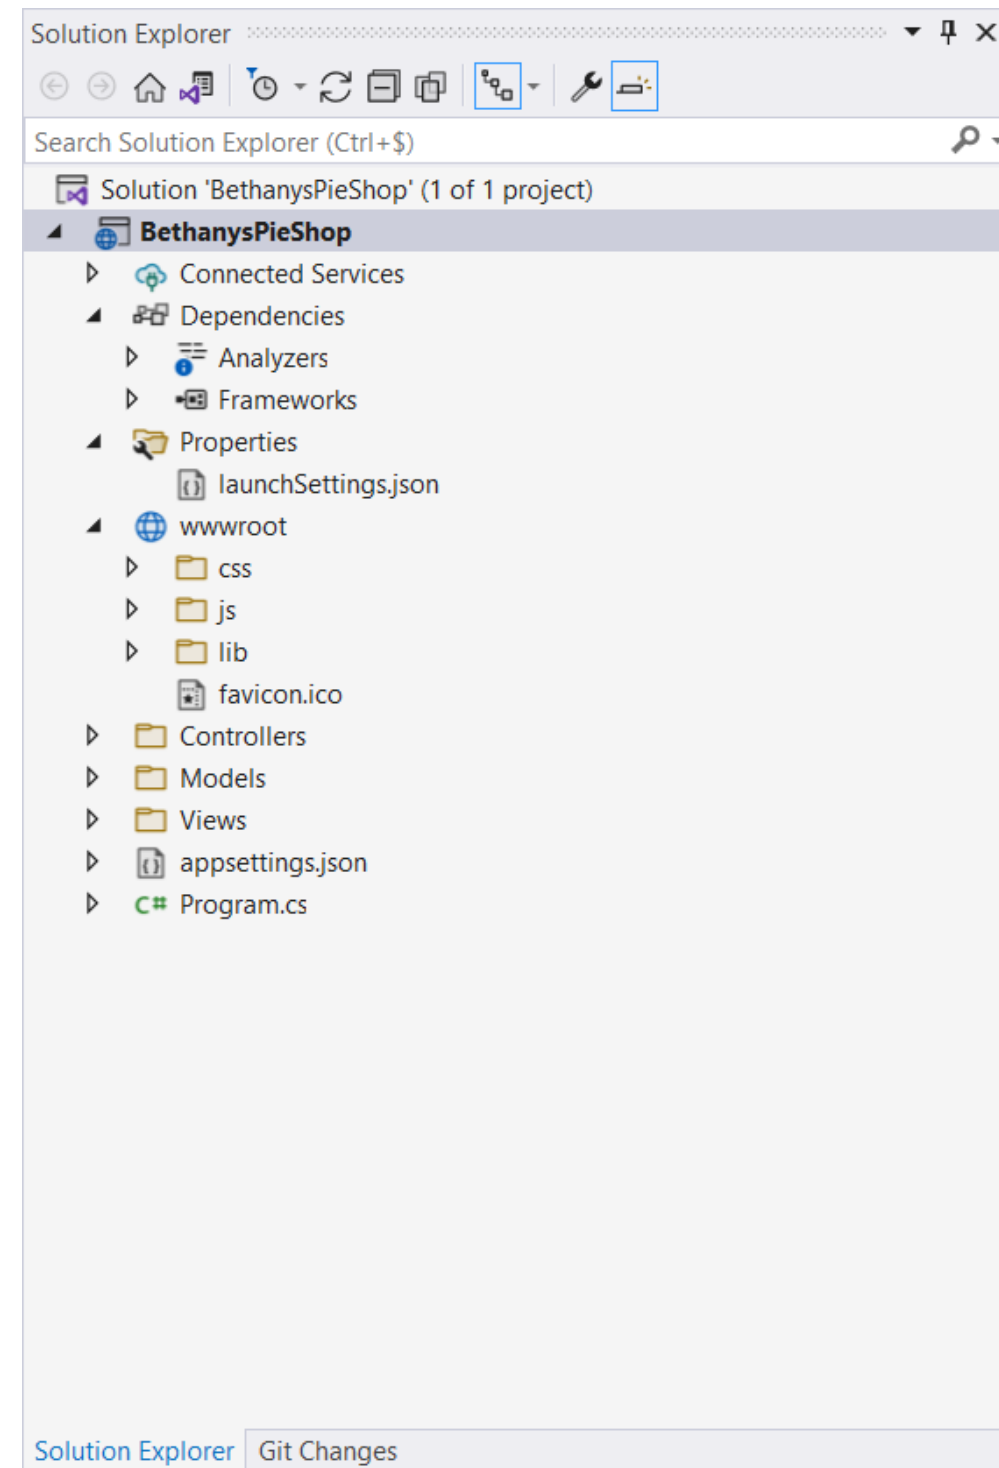 Solution Explorer
Search Solution Explorer (Ctrl+$)
Solution 'BethanysPieShop' (1 of 1 project)
BethanysPieShop
Connected Services
Dependencies
Analyzers
Frameworks
Properties
launchSettings.json
wwwroot
css
js
lib
favicon.ico
Controllers
Models
Views
appsettings.json
C# Program.cs
Solution Explorer Git Changes